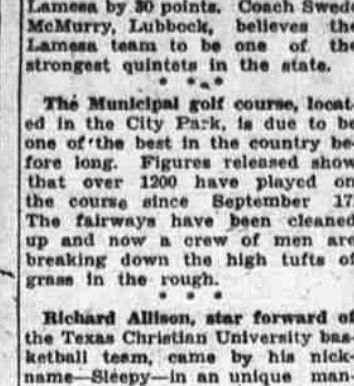 Lamesa by 30 points. Coach Swede
McMurry, Lubbock, believes the
Lamesa team to be one of the
strongest quintets in the state.
* * *
The Municipal golf course, locat-
ed in the City Park, is due to be
one of the best in the country be-
fore long. Figures released show
that over 1200 have played on
the course since September 17.
The fairways have been cleaned
up and now a crew of men are
breaking down the high tufts of
grass in the rough.
* * *
Richard Allison, star forward of
the Texas Christian University bas-
ketball team, came by his nick-
name—Sleepy—in an unique man-